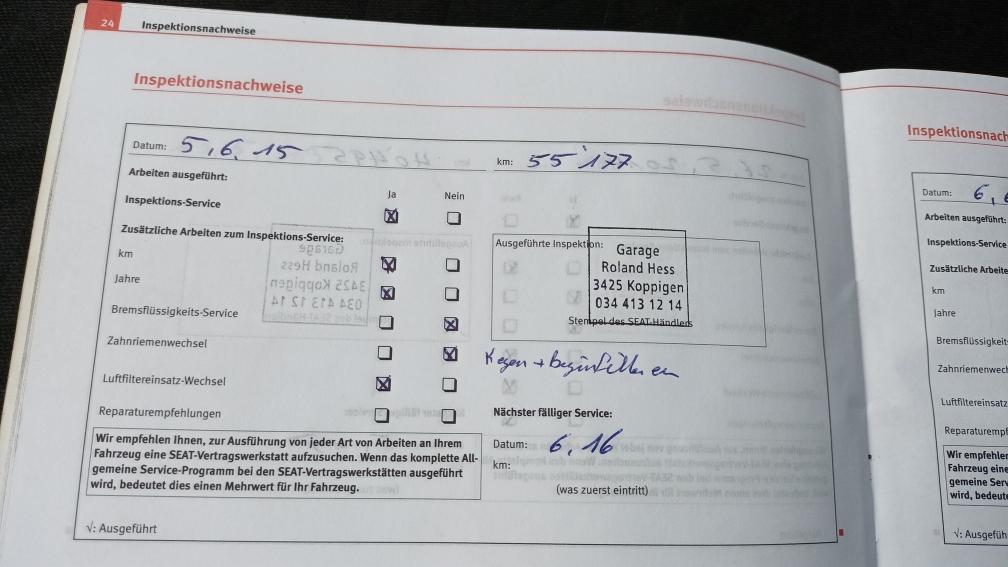 24 Inspektionsnachweise
Inspektionsnachweise
Datum: 5.6.15 km: 55'177
Arbeiten ausgeführt:
Ja Nein
Inspektions-Service
Zusätzliche Arbeiten zum Inspektions-Service:
km
Jahre
Bremsflüssigkeits-Service
Zahnriemenwechsel
Luftfiltereinsatz-Wechsel
Reparaturempfehlungen
Wir empfehlen Ihnen, zur Ausführung von jeder Art von Arbeiten an Ihrem
Fahrzeug eine SEAT-Vertragswerkstatt aufzusuchen. Wenn das komplette All-
gemeine Service-Programm bei den SEAT-Vertragswerkstätten ausgeführt
wird, bedeutet dies einen Mehrwert für Ihr Fahrzeug.
√: Ausgeführt
Ausgeführte Inspektion:
Garage
Roland Hess
3425 Koppigen
034 413 12 14
Stempel des SEAT-Händlers
Nächster fälliger Service:
Datum: 6.16
km:
(was zuerst eintritt)
Inspektionsnach
Datum: 6.
Arbeiten ausgeführt:
Inspektions-Service
Zusätzliche Arbeite
km
Jahre
Bremsflüssigkeit
Zahnriemenwech
Luftfiltereinsatz
Reparaturempf
Wir empfehlen
Fahrzeug eine
gemeine Serv
wird, bedeut
√: Ausgefüh